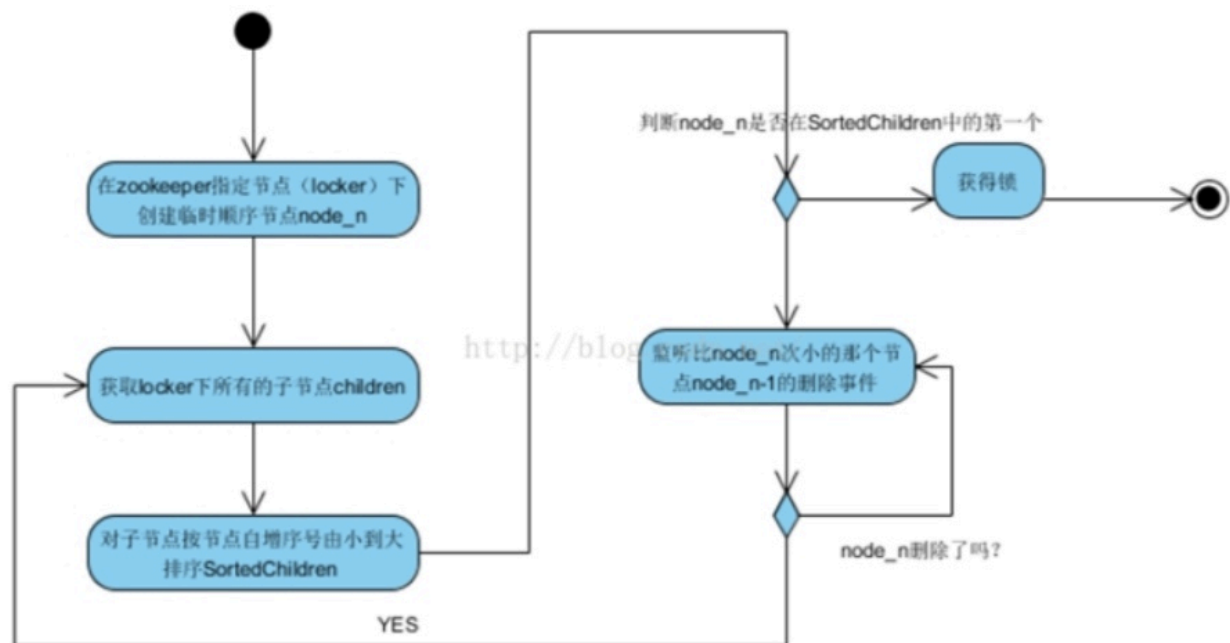 在zookeeper指定节点（locker）下
创建临时顺序节点node_n
获取locker下所有的子节点children
对子节点按节点自增序号由小到大
排序SortedChildren
判断node_n是否在SortedChildren中的第一个
获得锁
监听比node_n次小的那个节
点node_n-1的删除事件
node_n删除了吗?
YES
http://blog